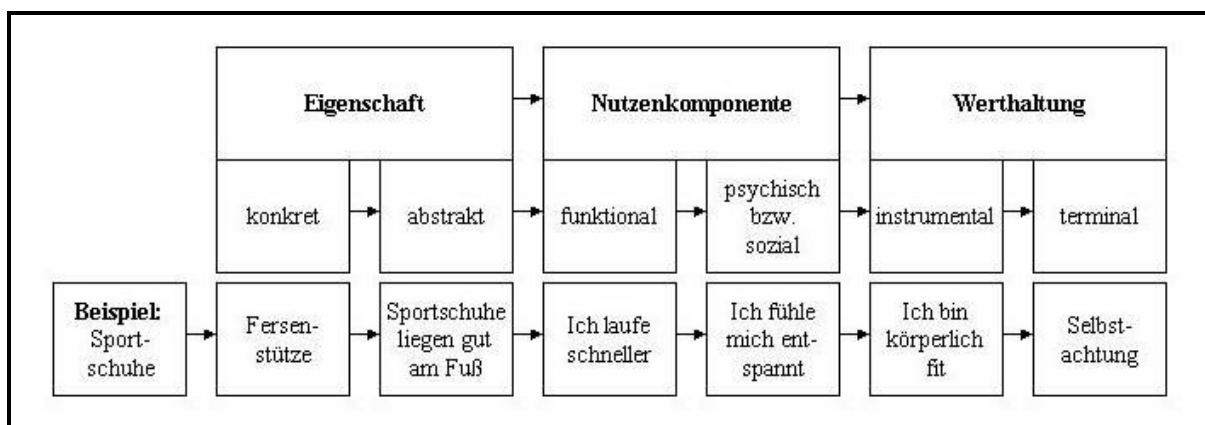 Eigenschaft
Nutzenkomponente
Werthaltung
konkret
abstrakt
funktional
psychisch
bzw.
sozial
instrumental
terminal
Beispiel:
Sport-
schuhe
Fersen-
stütze
Sportschuhe
liegen gut
am Fuß
Ich laufe
schneller
Ich fühle
mich ent-
spannt
Ich bin
körperlich
fit
Selbst-
achtung